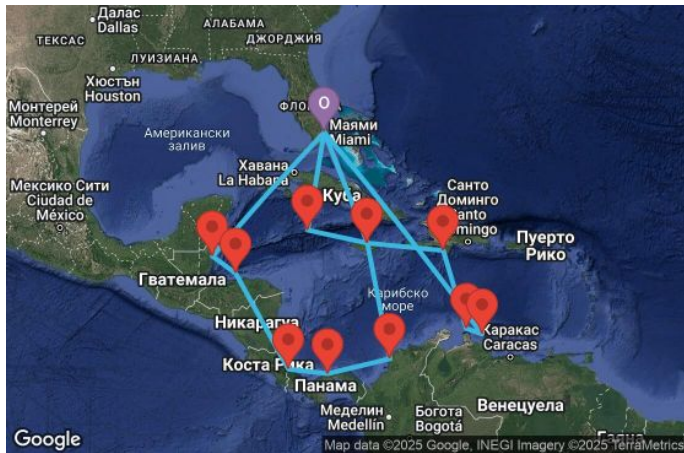 Далас
Dallas
АЛАБАМА
ТЕКСАС
ДЖОРДЖИЯ
ЛУИЗИАНА
Хюстън
Houston
ФЛО
О
Монтерей
Monterrey
Американски
залив
Маями
Miami
Хавана
La Habana
Мексико Сити
Ciudad de
México
Куба
Санто
Доминго
Santo
Domingo
Пуерто
Рико
Гватемала
Карибско
море
Никарагуа
Каракас
Caracas
Коста Рика
Панама
Меделин
Medellín
Богота
Bogotá
Венецуела
Google
Map data ©2025 Google, INEGI Imagery ©2025 TerraMetrics